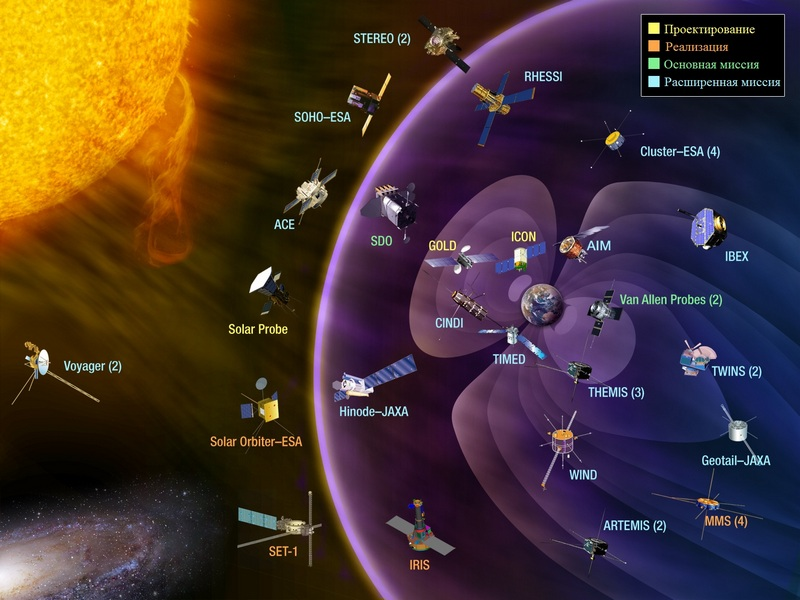 STEREO (2)
Проектирование
Реализация
Основная миссия
Расширенная миссия
RHESSI
SOHO–ESA
Cluster–ESA (4)
ACE
SDO
GOLD
ICON
AIM
IBEX
Van Allen Probes (2)
Solar Probe
CINDI
TIMED
Voyager (2)
THEMIS (3)
TWINS (2)
Hinode–JAXA
Solar Orbiter–ESA
Geotail–JAXA
WIND
MMS (4)
ARTEMIS (2)
SET-1
IRIS